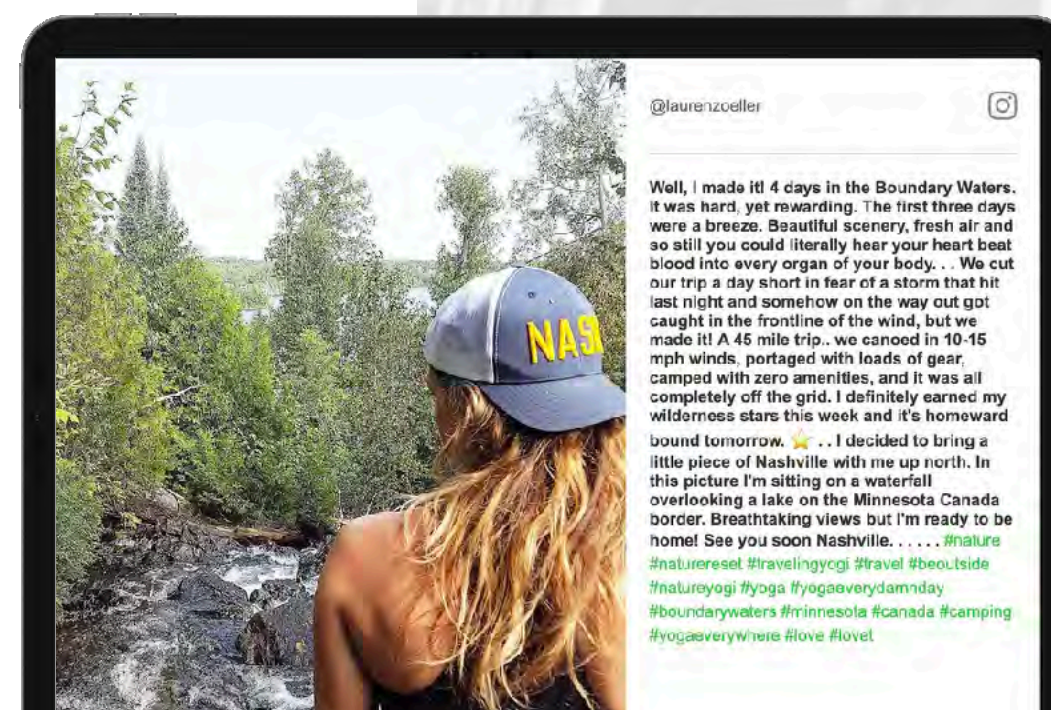 NAS
@laurenzoeller
Well, I made it! 4 days in the Boundary Waters.
It was hard, yet rewarding. The first three days
were a breeze. Beautiful scenery, fresh air and
so still you could literally hear your heart beat
blood into every organ of your body. . . We cut
our trip a day short in fear of a storm that hit
last night and somehow on the way out got
caught in the frontline of the wind, but we
made it! A 45 mile trip.. we canoed in 10-15
mph winds, portaged with loads of gear,
camped with zero amenities, and it was all
completely off the grid. I definitely earned my
wilderness stars this week and it's homeward
bound tomorrow. ⭐ . . I decided to bring a
little piece of Nashville with me up north. In
this picture I'm sitting on a waterfall
overlooking a lake on the Minnesota Canada
border. Breathtaking views but I'm ready to be
home! See you soon Nashville. . . . . . #nature
#naturereset #travelingyogi #travel #beoutside
#natureyogi #yoga #yogaeverydamnday
#boundarywaters #minnesota #canada #camping
#yogaeverywhere #love #lovet